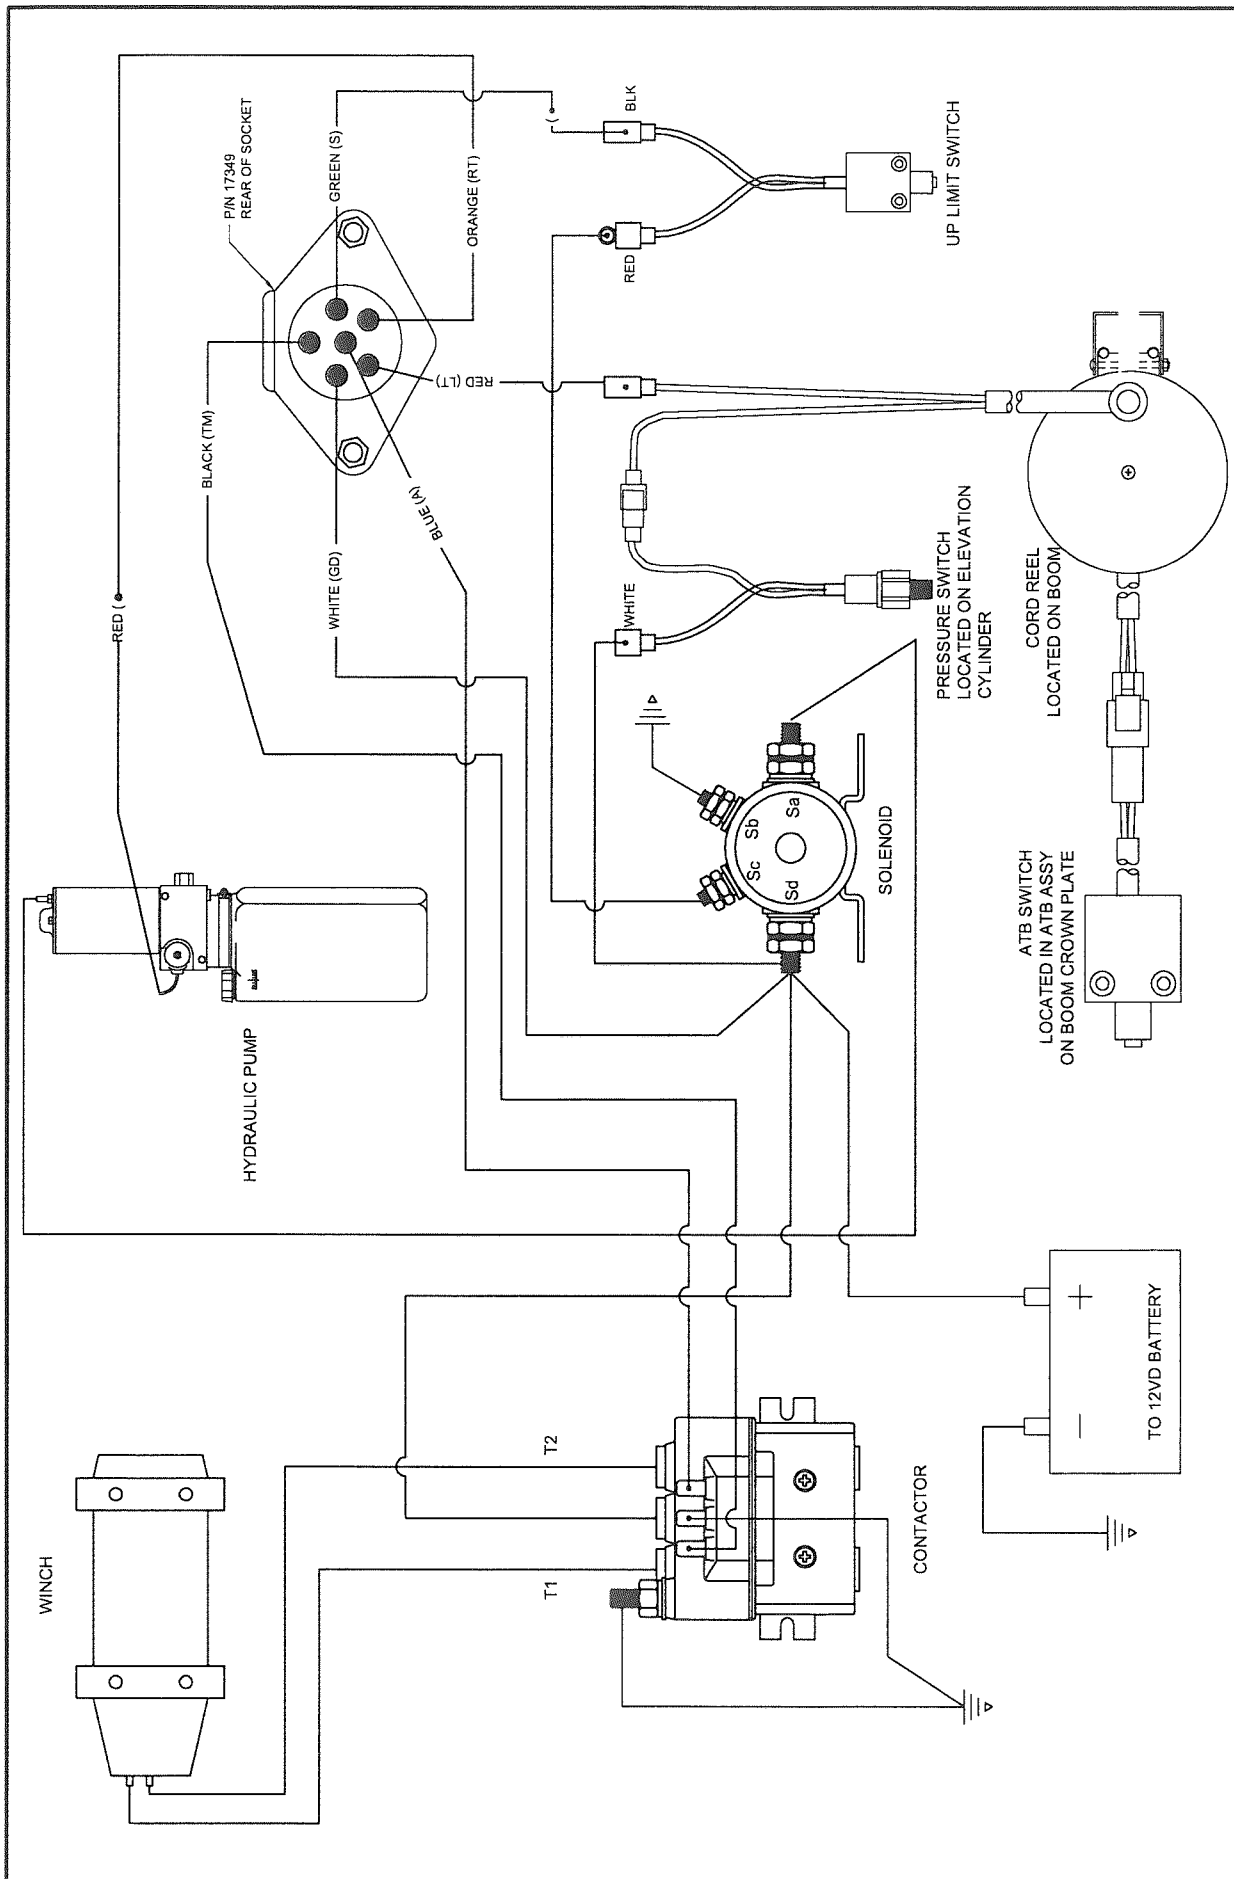 P/N 17349
REAR OF SOCKET
GREEN (S)
ORANGE (RT)
BLACK (TM)
RED (LT)
BLUE (A)
WHITE (GD)
RED (
(
BLK
RED
UP LIMIT SWITCH
WHITE
PRESSURE SWITCH
LOCATED ON ELEVATION
CYLINDER
CORD REEL
LOCATED ON BOOM
HYDRAULIC PUMP
Sa
Sb
Sc
Sd
SOLENOID
ATB SWITCH
LOCATED IN ATB ASSY
ON BOOM CROWN PLATE
WINCH
T2
T1
CONTACTOR
+
−
TO 12VD BATTERY